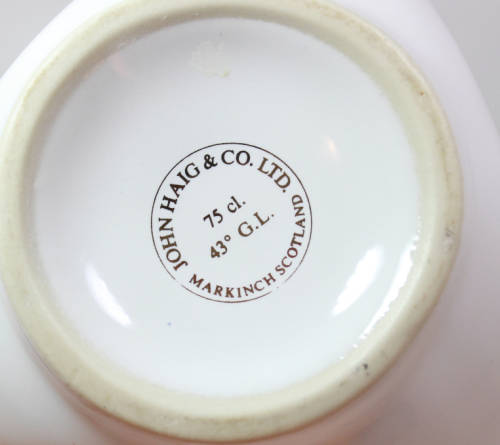 JOHN HAIG & CO. LTD.
75 cl.
43° G.L.
MARKINCH SCOTLAND